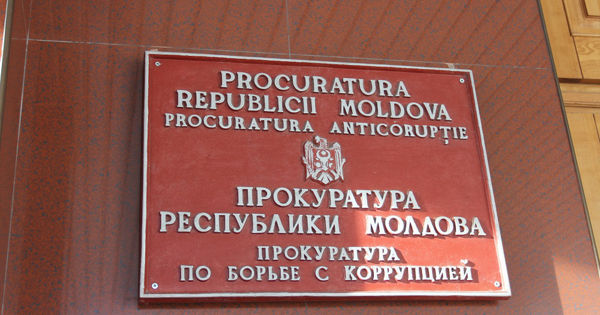 PROCURATURA
REPUBLICII MOLDOVA
PROCURATURA ANTICORUPȚIE
ПРОКУРАТУРА
РЕСПУБЛИКИ МОЛДОВА
ПРОКУРАТУРА
ПО БОРЬБЕ С КОРРУПЦИЕЙ